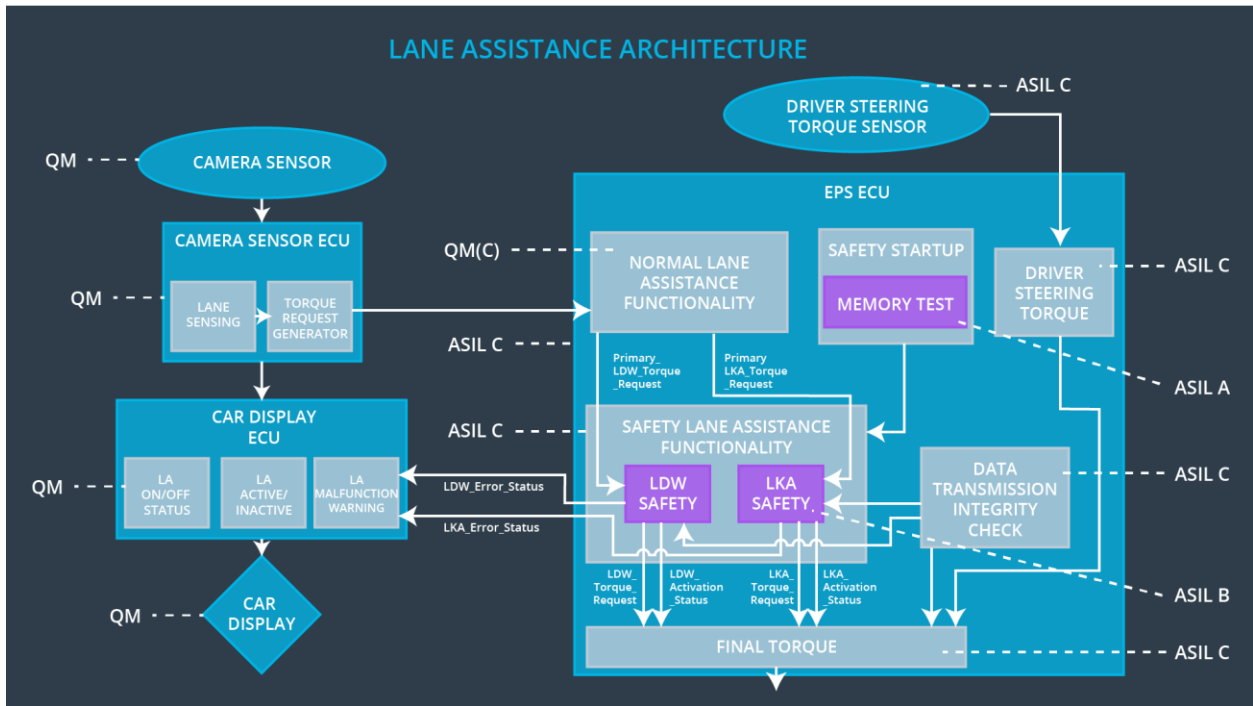 LANE ASSISTANCE ARCHITECTURE
ASIL C
DRIVER STEERING
TORQUE SENSOR
QM
CAMERA SENSOR
EPS ECU
CAMERA SENSOR ECU
QM
LANE
SENSING
TORQUE
REQUEST
GENERATOR
QM(C)
NORMAL LANE
ASSISTANCE
FUNCTIONALITY
SAFETY STARTUP
MEMORY TEST
DRIVER
STEERING
TORQUE
ASIL C
ASIL C
ASIL A
Primary_
LDW_Torque
_Request
Primary
LKA_Torque
_Request
CAR DISPLAY
ECU
QM
LA
ON/OFF
STATUS
LA
ACTIVE/
INACTIVE
LA
MALFUNCTION
WARNING
ASIL C
SAFETY LANE ASSISTANCE
FUNCTIONALITY
LDW
SAFETY
LKA
SAFETY
DATA
TRANSMISSION
INTEGRITY
CHECK
ASIL C
LDW_Error_Status
LKA_Error_Status
LDW_
Torque_
Request
LDW_
Activation
_Status
LKA_
Torque_
Request
LKA_
Activation
_Status
ASIL B
QM
CAR
DISPLAY
FINAL TORQUE
ASIL C